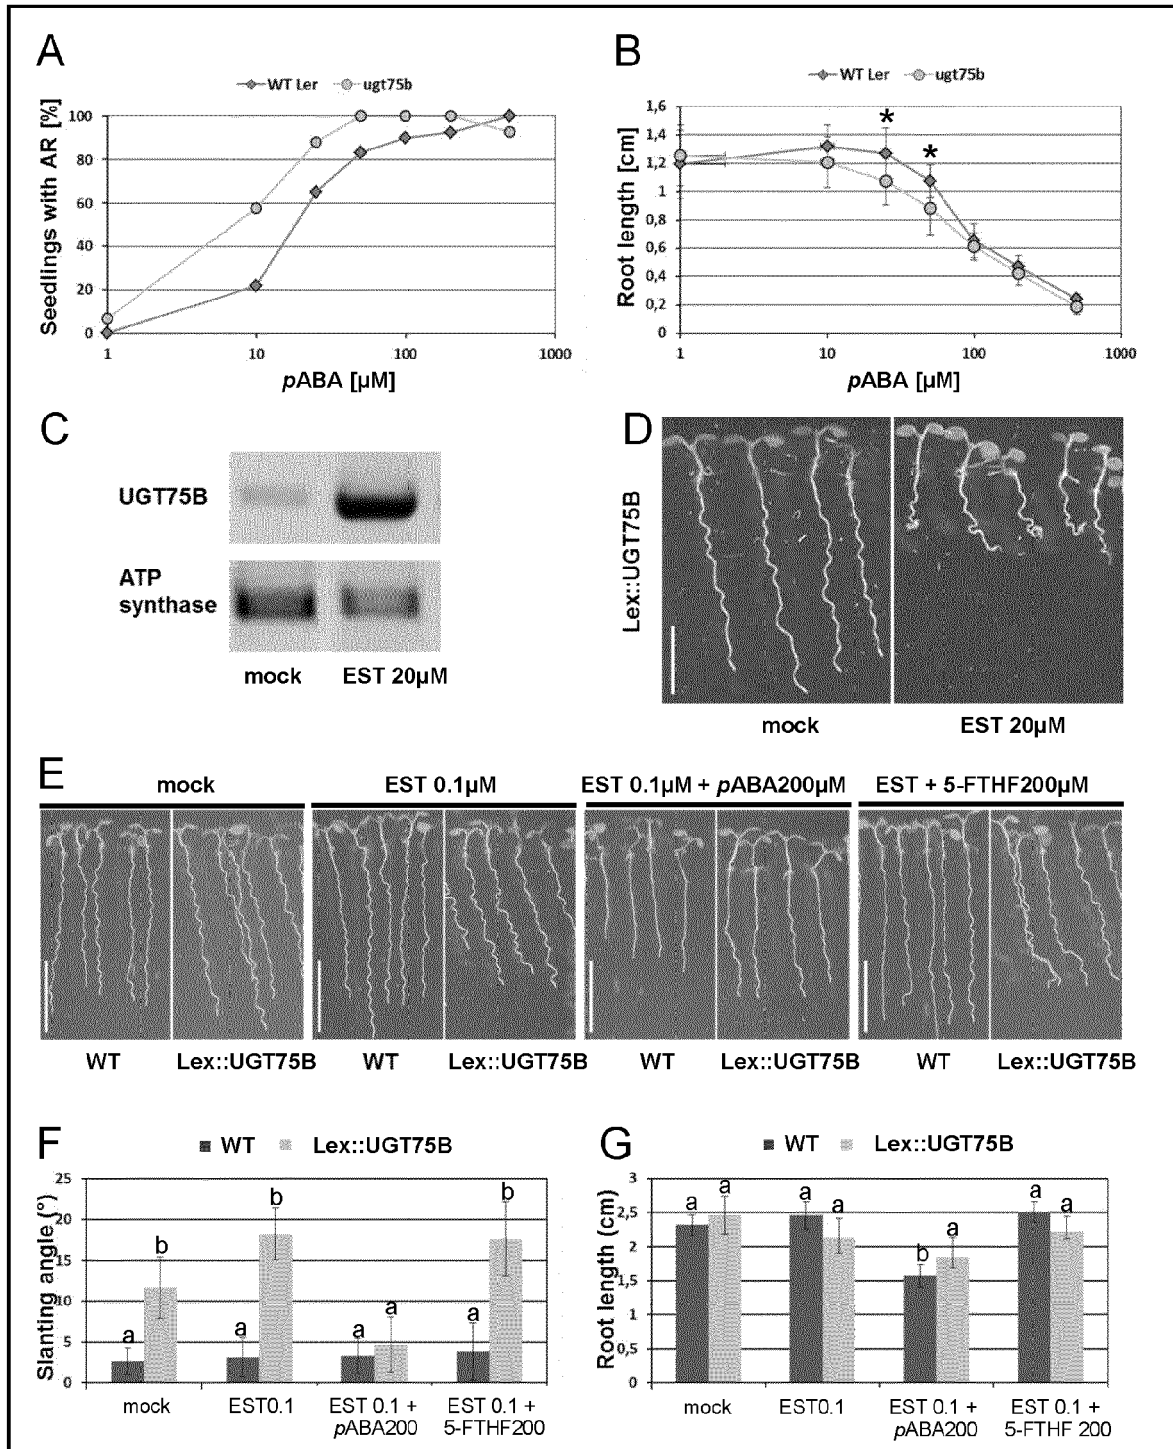 A
WT Ler ugt75b
Seedlings with AR [%]
100
80
60
40
20
0
1 10 100 1000
pABA [µM]
B
WT Ler ugt75b
Root length [cm]
1,6
1,4
1,2
1
0,8
0,6
0,4
0,2
0
* *
1 10 100 1000
pABA [µM]
C
UGT75B
ATP
synthase
mock EST 20µM
D
Lex::UGT75B
mock EST 20µM
E
mock EST 0.1µM EST 0.1µM + pABA200µM EST + 5-FTHF200µM
WT Lex::UGT75B WT Lex::UGT75B WT Lex::UGT75B WT Lex::UGT75B
F
WT Lex::UGT75B
Slanting angle (°)
25
20
15
10
5
0
a b a b a a a b
mock EST0.1 EST 0.1 + EST 0.1 +
pABA200 5-FTHF200
G
WT Lex::UGT75B
Root length (cm)
3
2,5
2
1,5
1
0,5
0
a a a a b a a a
mock EST0.1 EST 0.1 + EST 0.1 +
pABA200 5-FTHF 200